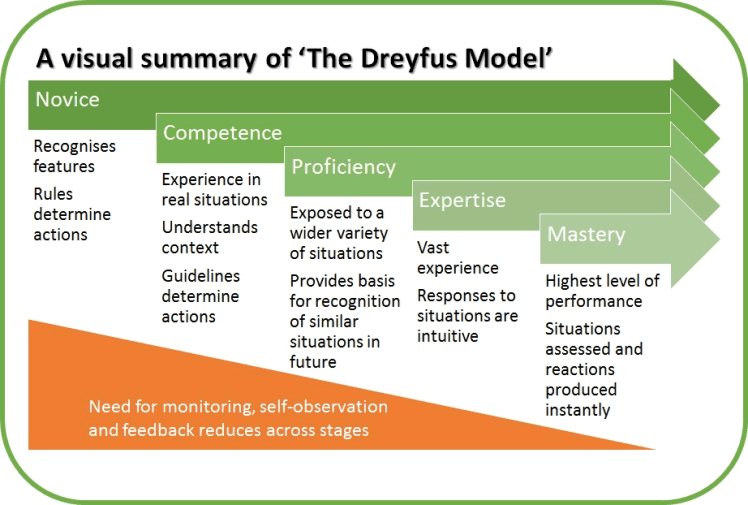 A visual summary of ‘The Dreyfus Model’
Novice
Recognises
features
Rules
determine
actions
Competence
Experience in
real situations
Understands
context
Guidelines
determine
actions
Proficiency
Exposed to a
wider variety
of situations
Provides basis
for recognition
of similar
situations in
future
Expertise
Vast
experience
Responses to
situations are
intuitive
Mastery
Highest level of
performance
Situations
assessed and
reactions
produced
instantly
Need for monitoring, self-observation
and feedback reduces across stages